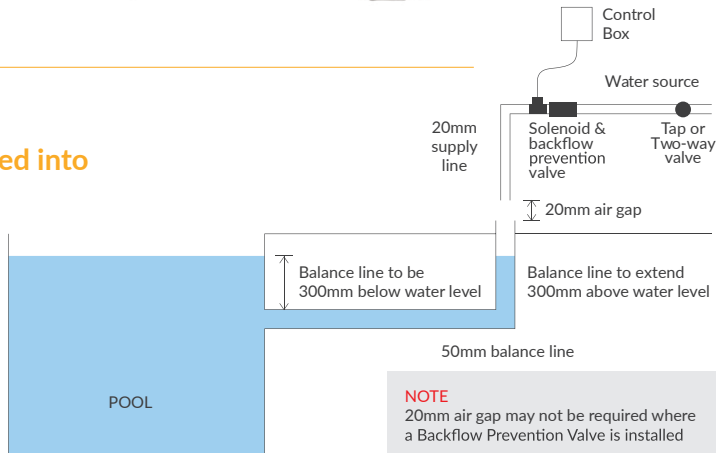 Control
Box
Water source
20mm
supply
line
Solenoid &
backflow
prevention
valve
Tap or
Two-way
valve
ed into
20mm air gap
Balance line to be
300mm below water level
Balance line to extend
300mm above water level
50mm balance line
POOL
NOTE
20mm air gap may not be required where
a Backflow Prevention Valve is installed